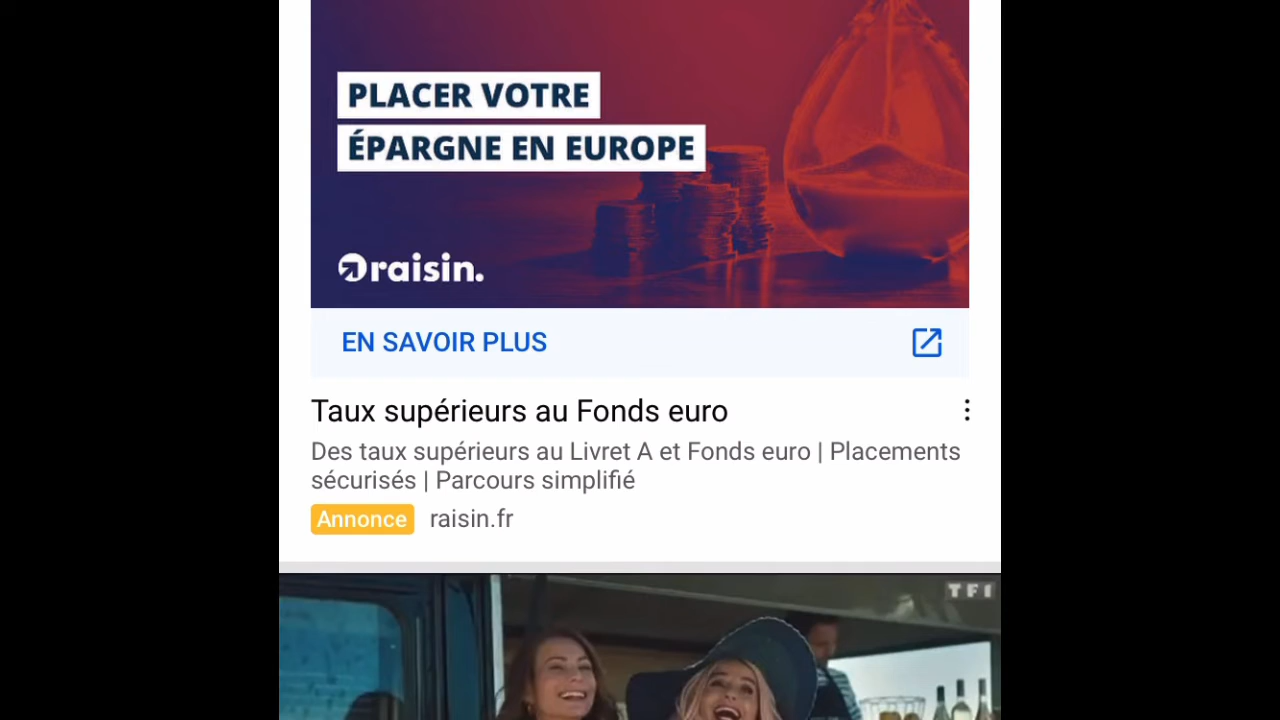 PLACER VOTRE
ÉPARGNE EN EUROPE
raisin.
EN SAVOIR PLUS
Taux supérieurs au Fonds euro
Des taux supérieurs au Livret A et Fonds euro | Placements
sécurisés | Parcours simplifié
Annonce raisin.fr
TF1